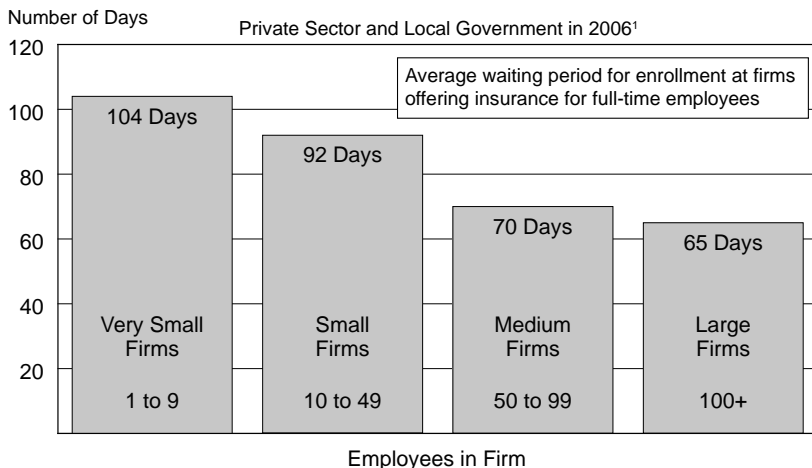 Number of Days
Private Sector and Local Government in 2006¹
120
100
80
60
40
20
Average waiting period for enrollment at firms
offering insurance for full-time employees
104 Days
92 Days
70 Days
65 Days
Very Small
Firms
1 to 9
Small
Firms
10 to 49
Medium
Firms
50 to 99
Large
Firms
100+
Employees in Firm